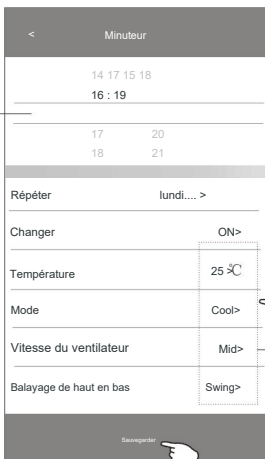 < Minuteur
14 17 15 18
16 : 19
17 20
18 21
Répéter lundi.... >
Changer ON>
Température 25 >℃
Mode Cool>
Vitesse du ventilateur Mid>
Balayage de haut en bas Swing>
Sauvegarder